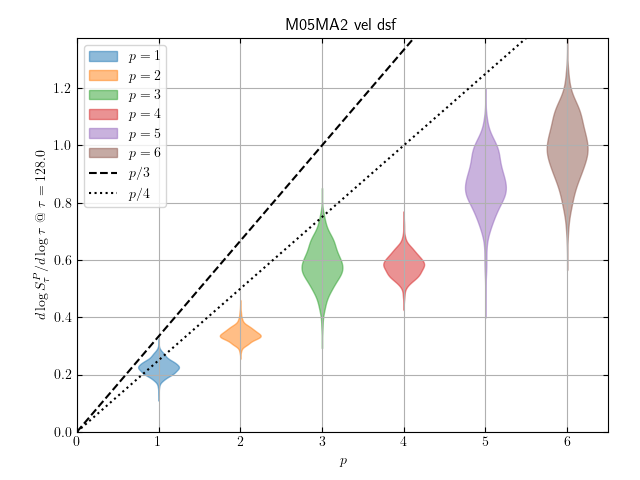 M05MA2 vel dsf
d log S_τ^P / d log τ @ τ = 128.0
1.2
1.0
0.8
0.6
0.4
0.2
0.0
p = 1
p = 2
p = 3
p = 4
p = 5
p = 6
p/3
p/4
0 1 2 3 4 5 6
p